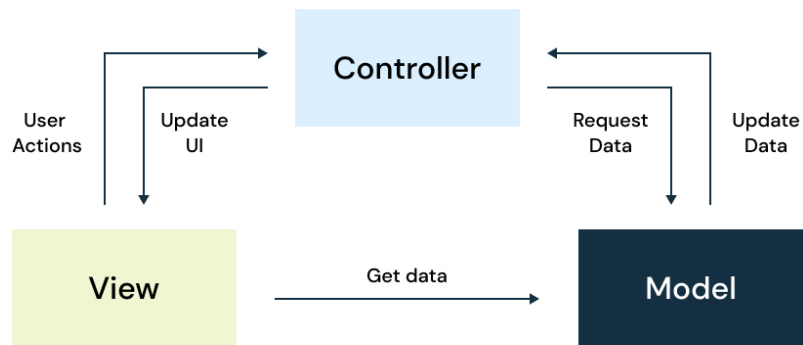 Controller
User
Actions
Update
UI
Request
Data
Update
Data
View
Get data
Model